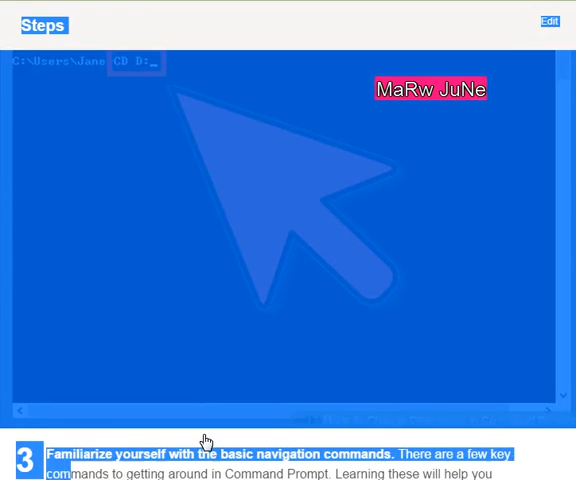 Steps
Edit
C:\Users\Jane CD D:_
MaRw JuNe
3
Familiarize yourself with the basic navigation commands. There are a few key
commands to getting around in Command Prompt. Learning these will help you